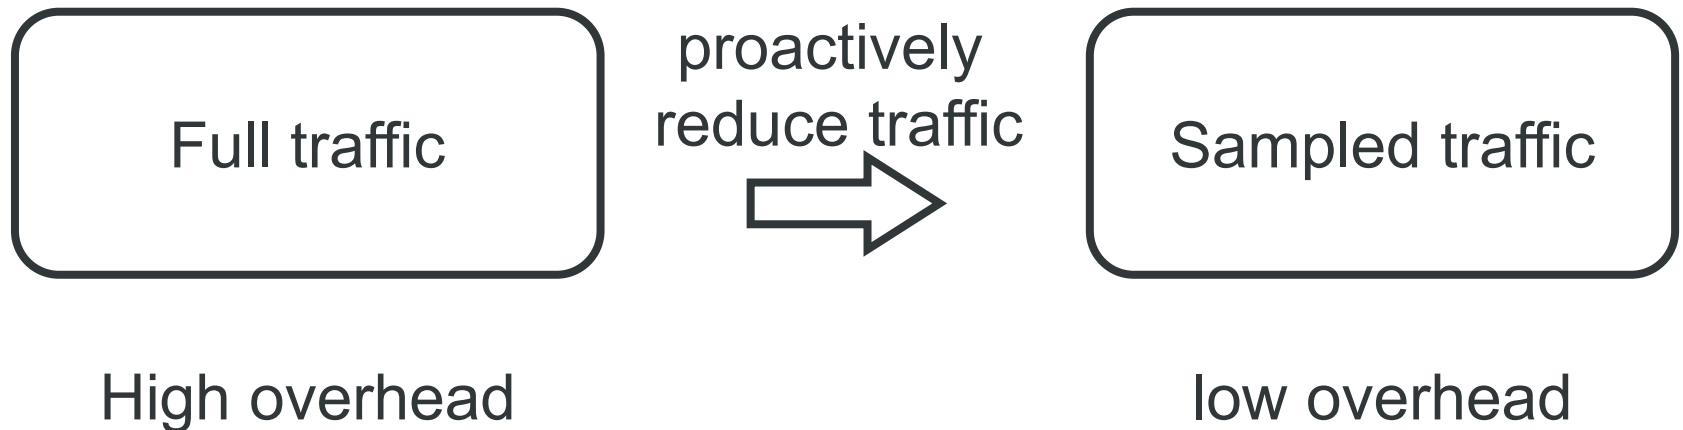 Full traffic
proactively
reduce traffic
Sampled traffic
High overhead
low overhead